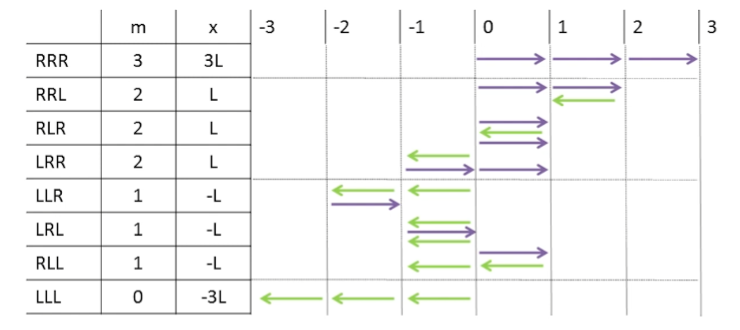 m x -3 -2 -1 0 1 2 3
RRR 3 3L
RRL 2 L
RLR 2 L
LRR 2 L
LLR 1 -L
LRL 1 -L
RLL 1 -L
LLL 0 -3L